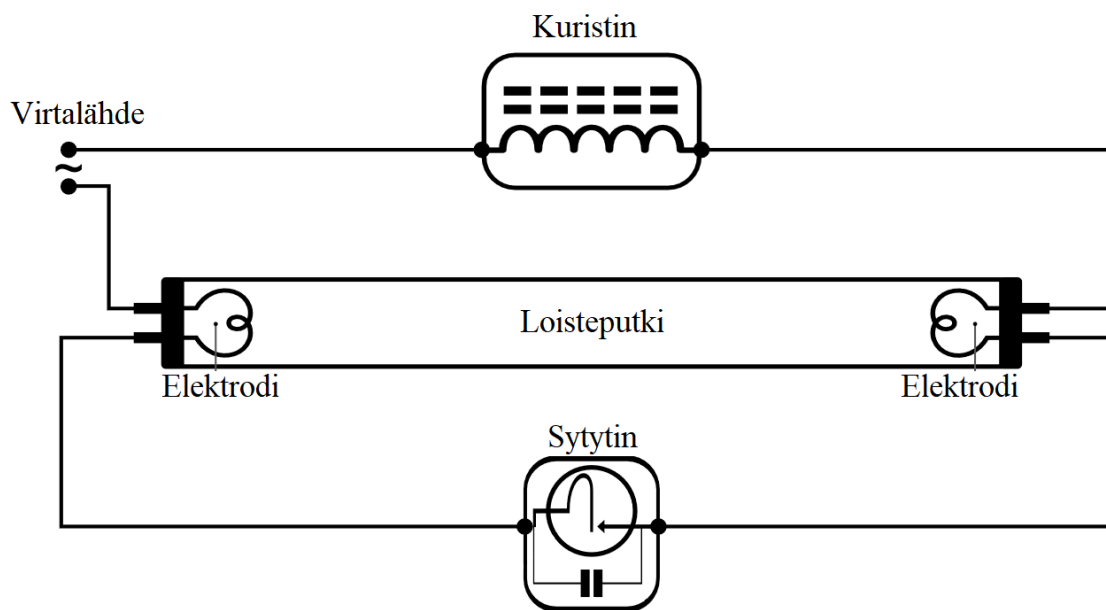 Kuristin
Virtalähde
~
Loisteputki
Elektrodi
Elektrodi
Sytytin